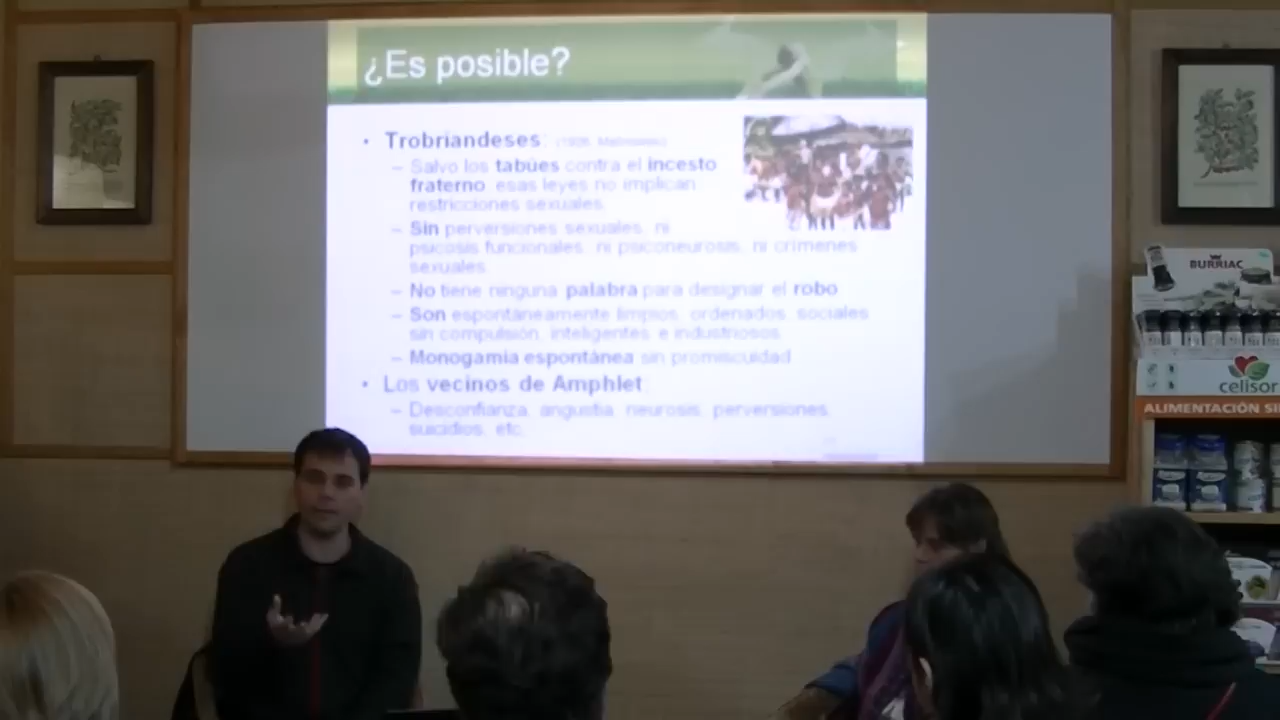 ¿Es posible?
• Trobriandeses:
– Salvo los tabúes contra el incesto
fraterno, esas leyes no implican
restricciones sexuales.
– Sin perversiones sexuales, ni
psicosis funcionales, ni psiconeurosis, ni crímenes
sexuales.
– No tiene ninguna palabra para designar el robo
– Son espontáneamente limpios, ordenados, sociales
sin compulsión, inteligentes e industriosos.
– Monogamia espontánea sin promiscuidad
• Los vecinos de Amphlet:
– Desconfianza, angustia, neurosis, perversiones,
suicidios, etc.
BURRIAC
celisor
ALIMENTACIÓN SI